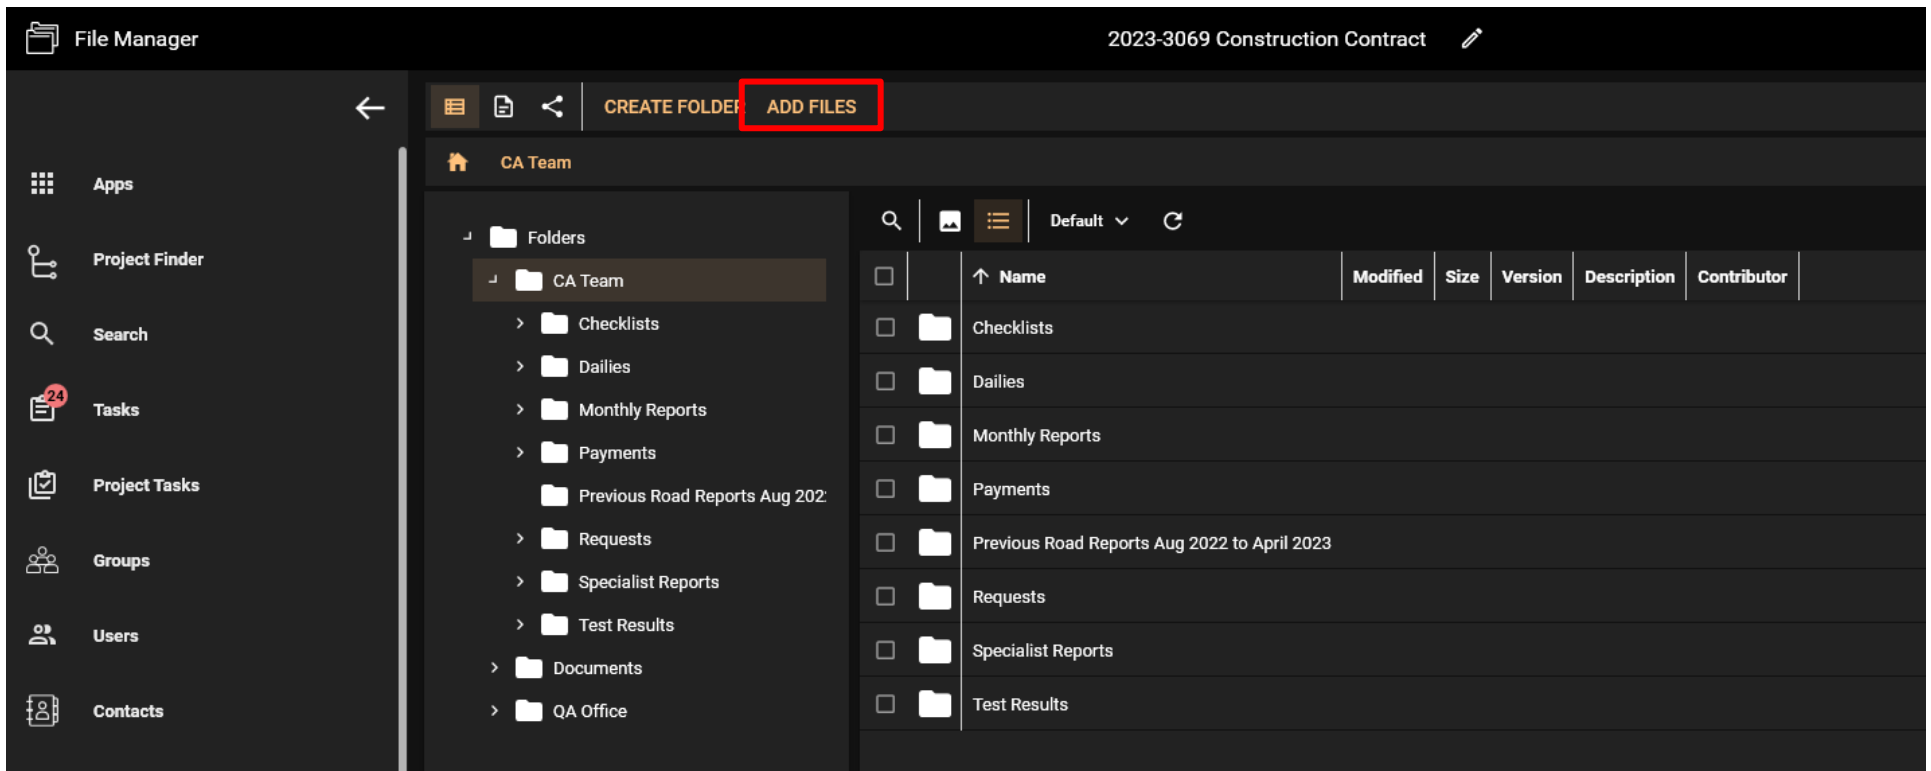 File Manager
2023-3069 Construction Contract
CREATE FOLDER ADD FILES
CA Team
Apps
Project Finder
Search
24
Tasks
Project Tasks
Groups
Users
Contacts
Folders
CA Team
Checklists
Dailies
Monthly Reports
Payments
Previous Road Reports Aug 202
Requests
Specialist Reports
Test Results
Documents
QA Office
Default
Name Modified Size Version Description Contributor
Checklists
Dailies
Monthly Reports
Payments
Previous Road Reports Aug 2022 to April 2023
Requests
Specialist Reports
Test Results